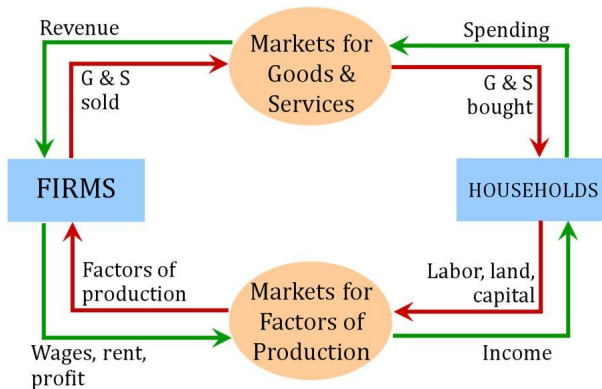 Revenue
Markets for
Goods &
Services
Spending
G & S
sold
G & S
bought
FIRMS
HOUSEHOLDS
Factors of
production
Markets for
Factors of
Production
Labor, land,
capital
Wages, rent,
profit
Income